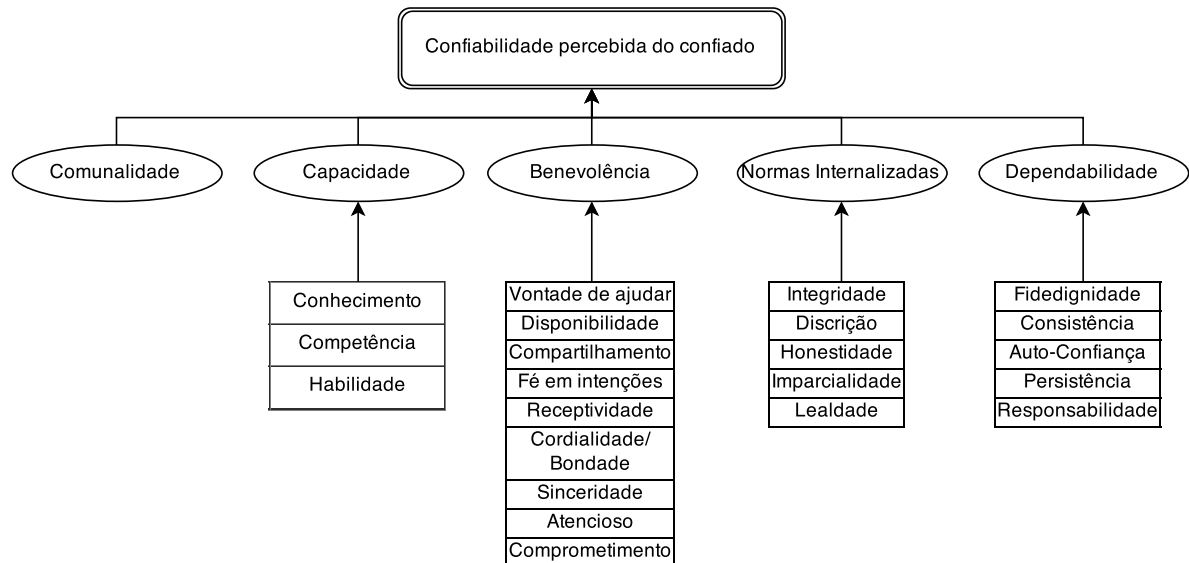 Confiabilidade percebida do confiado
Comunalidade
Capacidade
Benevolência
Normas Internalizadas
Dependabilidade
Conhecimento
Competência
Habilidade
Vontade de ajudar
Disponibilidade
Compartilhamento
Fé em intenções
Receptividade
Cordialidade/
Bondade
Sinceridade
Atencioso
Comprometimento
Integridade
Discrição
Honestidade
Imparcialidade
Lealdade
Fidedignidade
Consistência
Auto-Confiança
Persistência
Responsabilidade